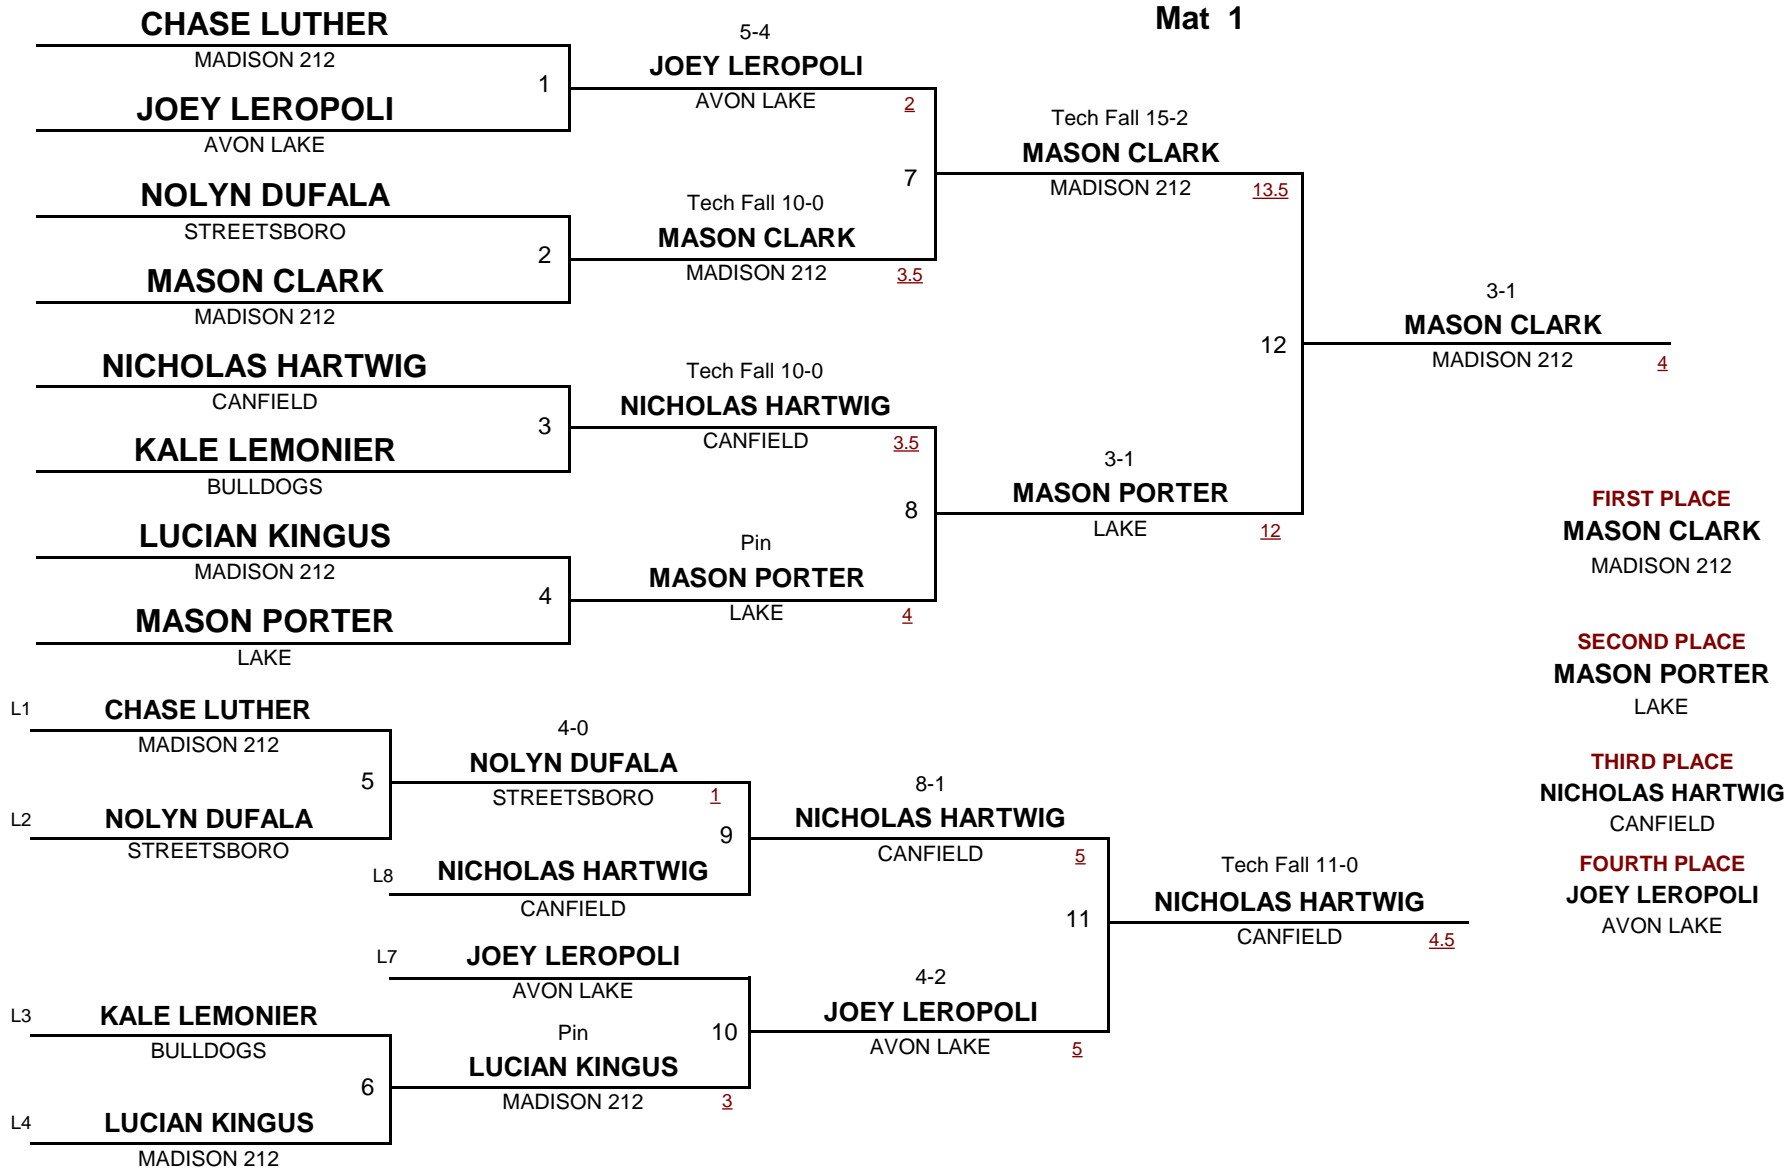 Mat 1
CHASE LUTHER
MADISON 212
1
JOEY LEROPOLI
AVON LAKE
5-4
JOEY LEROPOLI
AVON LAKE
2
NOLYN DUFALA
STREETSBORO
2
MASON CLARK
MADISON 212
Tech Fall 10-0
MASON CLARK
MADISON 212
3.5
7
Tech Fall 15-2
MASON CLARK
MADISON 212
13.5
NICHOLAS HARTWIG
CANFIELD
3
KALE LEMONIER
BULLDOGS
Tech Fall 10-0
NICHOLAS HARTWIG
CANFIELD
3.5
LUCIAN KINGUS
MADISON 212
4
MASON PORTER
LAKE
Pin
MASON PORTER
LAKE
4
8
3-1
MASON PORTER
LAKE
12
12
3-1
MASON CLARK
MADISON 212
4
FIRST PLACE
MASON CLARK
MADISON 212
SECOND PLACE
MASON PORTER
LAKE
THIRD PLACE
NICHOLAS HARTWIG
CANFIELD
FOURTH PLACE
JOEY LEROPOLI
AVON LAKE
L1
CHASE LUTHER
MADISON 212
5
L2
NOLYN DUFALA
STREETSBORO
4-0
NOLYN DUFALA
STREETSBORO
1
9
L8
NICHOLAS HARTWIG
CANFIELD
8-1
NICHOLAS HARTWIG
CANFIELD
5
L7
JOEY LEROPOLI
AVON LAKE
L3
KALE LEMONIER
BULLDOGS
6
L4
LUCIAN KINGUS
MADISON 212
Pin
LUCIAN KINGUS
MADISON 212
3
10
4-2
JOEY LEROPOLI
AVON LAKE
5
11
Tech Fall 11-0
NICHOLAS HARTWIG
CANFIELD
4.5